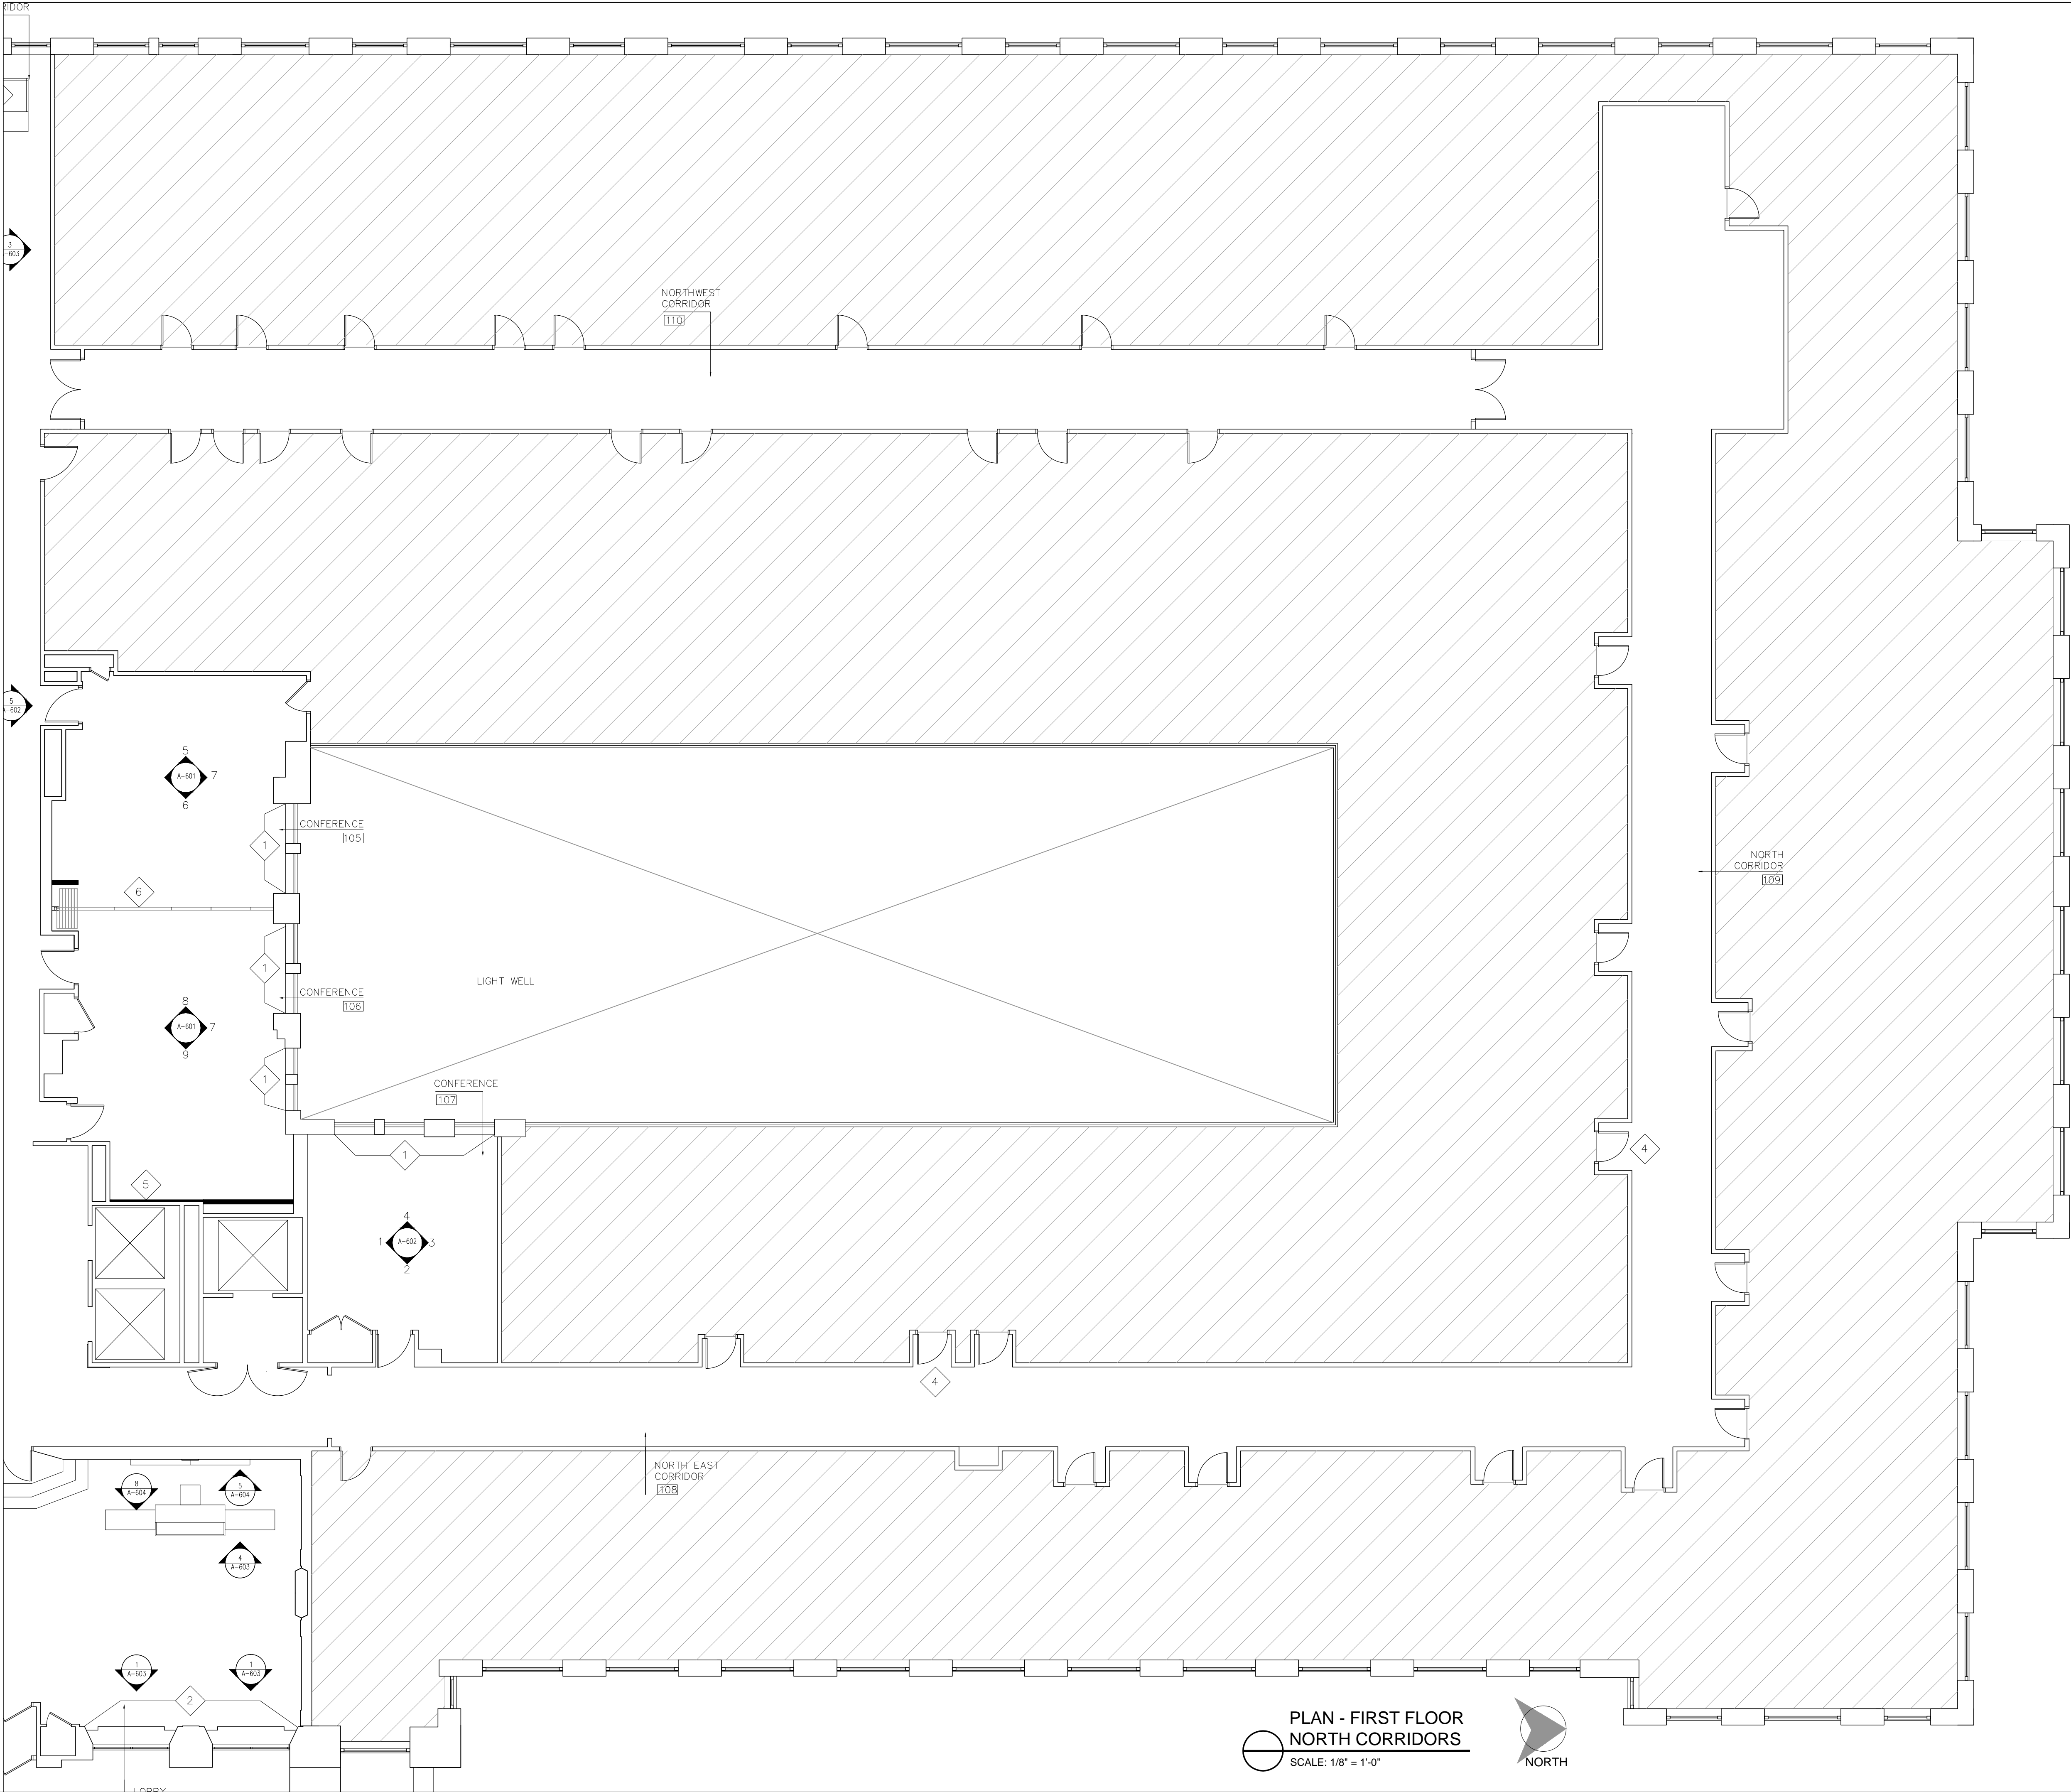 RIDOR
3
-603
NORTHWEST
CORRIDOR
110
5
A-602
5
A-601
7
6
CONFERENCE
105
1
6
NORTH
CORRIDOR
109
1
LIGHT WELL
CONFERENCE
106
8
A-601
7
9
1
CONFERENCE
107
1
4
5
4
1
A-602
3
2
4
NORTH EAST
CORRIDOR
108
8
A-604
5
A-604
4
A-603
1
A-603
1
A-603
2
PLAN - FIRST FLOOR
NORTH CORRIDORS
SCALE: 1/8" = 1'-0"
NORTH
LOBBY